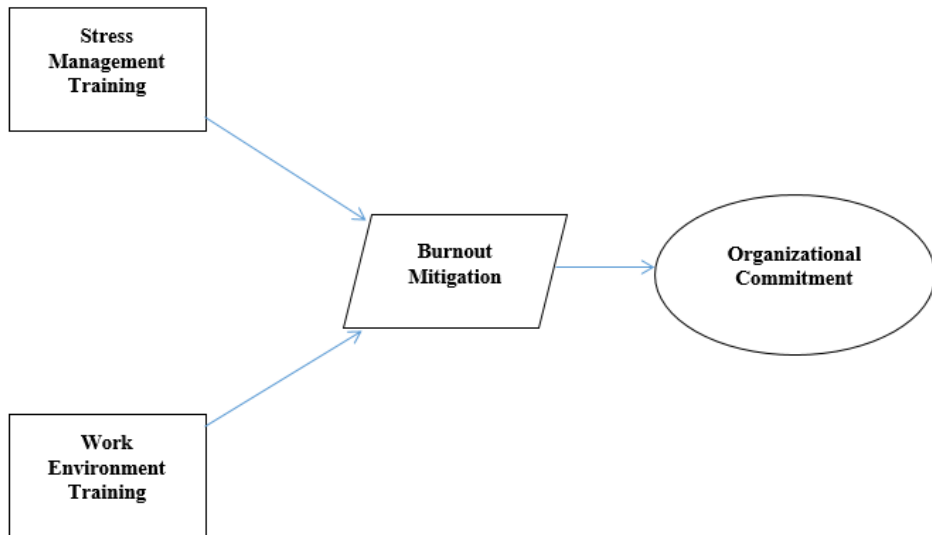 Stress
Management
Training
Burnout
Mitigation
Organizational
Commitment
Work
Environment
Training